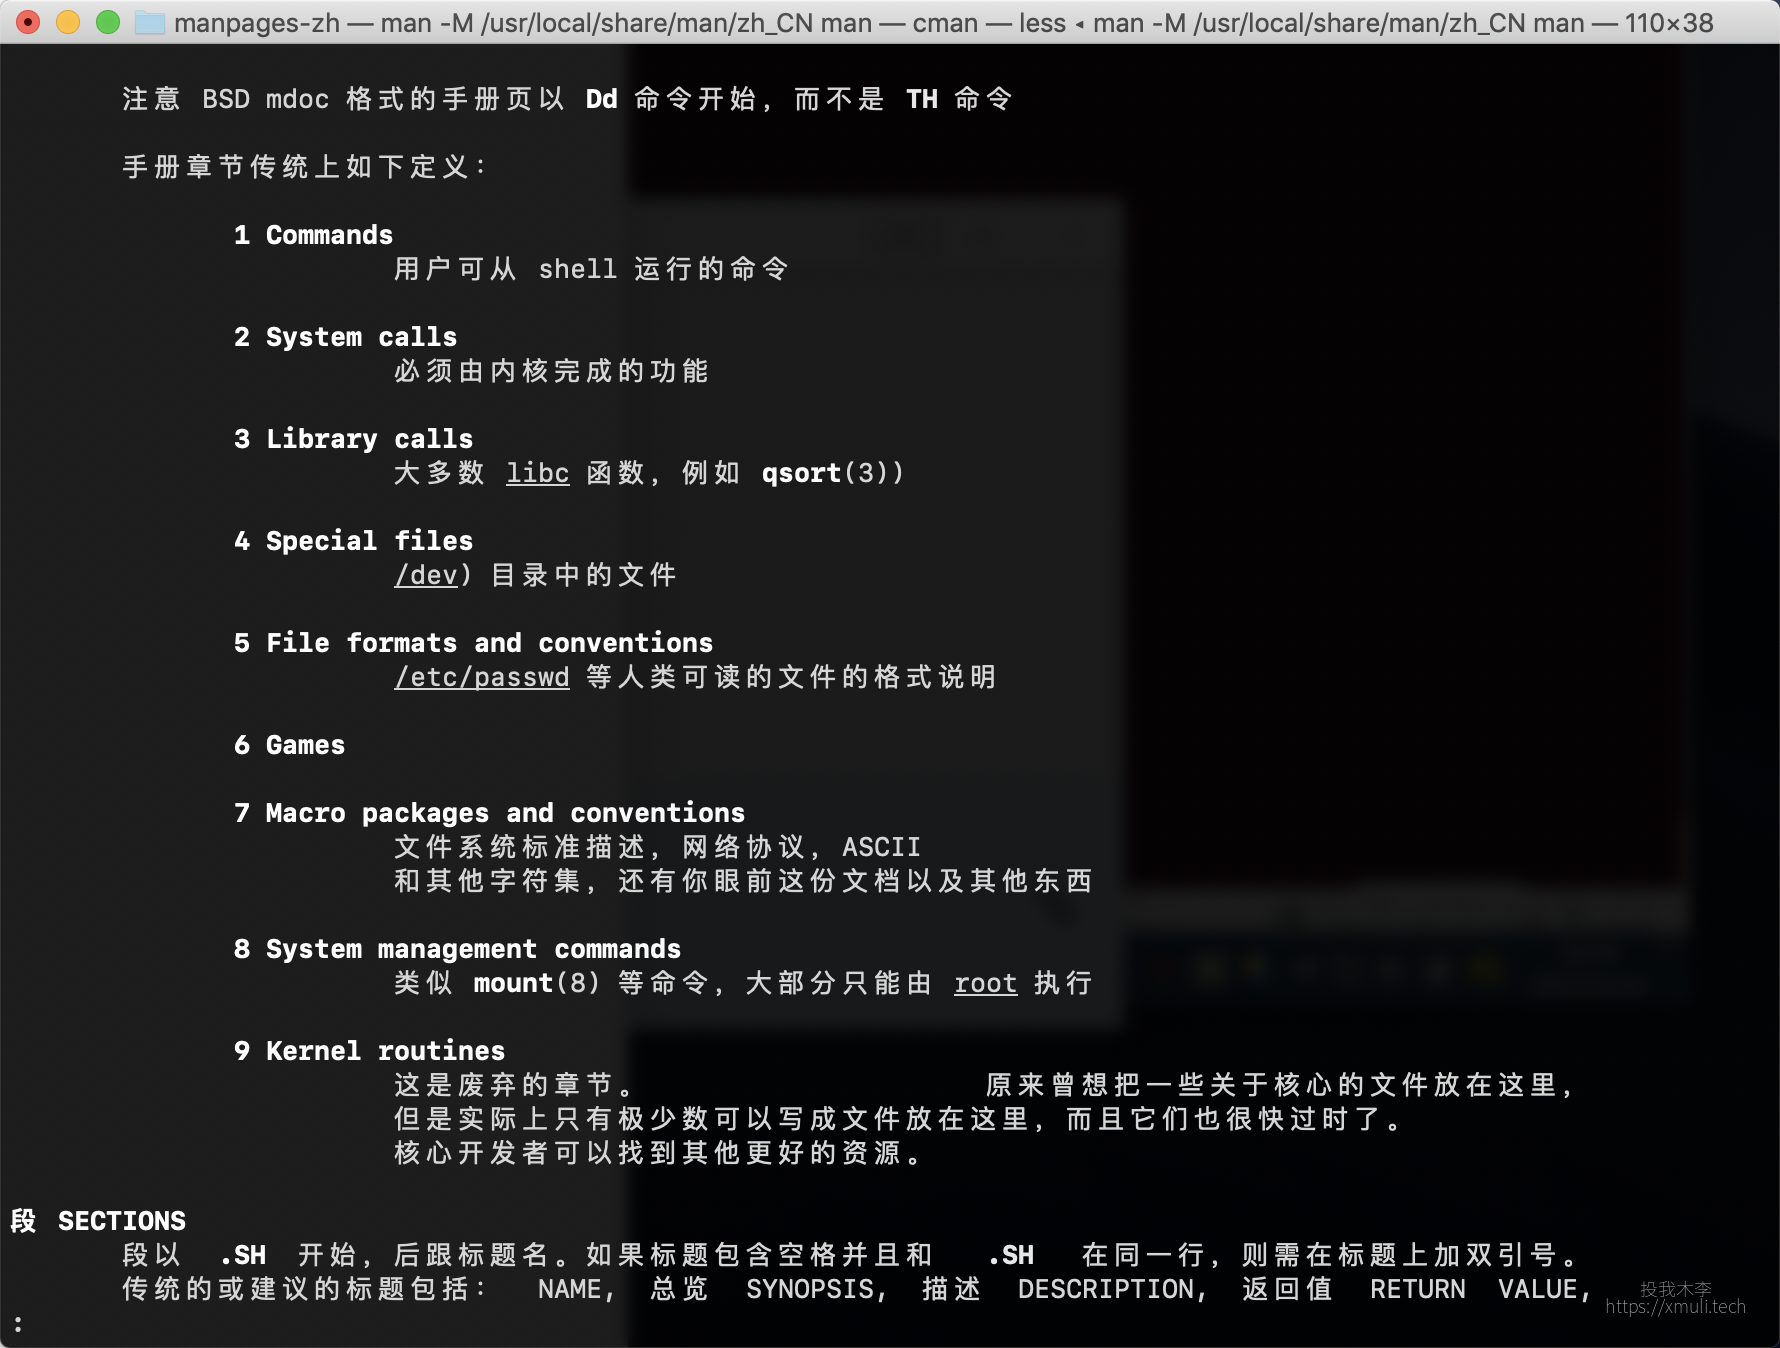 manpages-zh — man -M /usr/local/share/man/zh_CN man — cman — less ◂ man -M /usr/local/share/man/zh_CN man — 110×38
注意 BSD mdoc 格式的手册页以 Dd 命令开始，而不是 TH 命令
手册章节传统上如下定义：
1 Commands
用户可从 shell 运行的命令
2 System calls
必须由内核完成的功能
3 Library calls
大多数 libc 函数，例如 qsort(3))
4 Special files
/dev) 目录中的文件
5 File formats and conventions
/etc/passwd 等人类可读的文件的格式说明
6 Games
7 Macro packages and conventions
文件系统标准描述，网络协议，ASCII
和其他字符集，还有你眼前这份文档以及其他东西
8 System management commands
类似 mount(8) 等命令，大部分只能由 root 执行
9 Kernel routines
这是废弃的章节。 原来曾想把一些关于核心的文件放在这里，
但是实际上只有极少数可以写成文件放在这里，而且它们也很快过时了。
核心开发者可以找到其他更好的资源。
段 SECTIONS
段以 .SH 开始，后跟标题名。如果标题包含空格并且和 .SH 在同一行，则需在标题上加双引号。
传统的或建议的标题包括： NAME, 总览 SYNOPSIS, 描述 DESCRIPTION, 返回值 RETURN VALUE,
:
投我木李
https://xmuli.tech